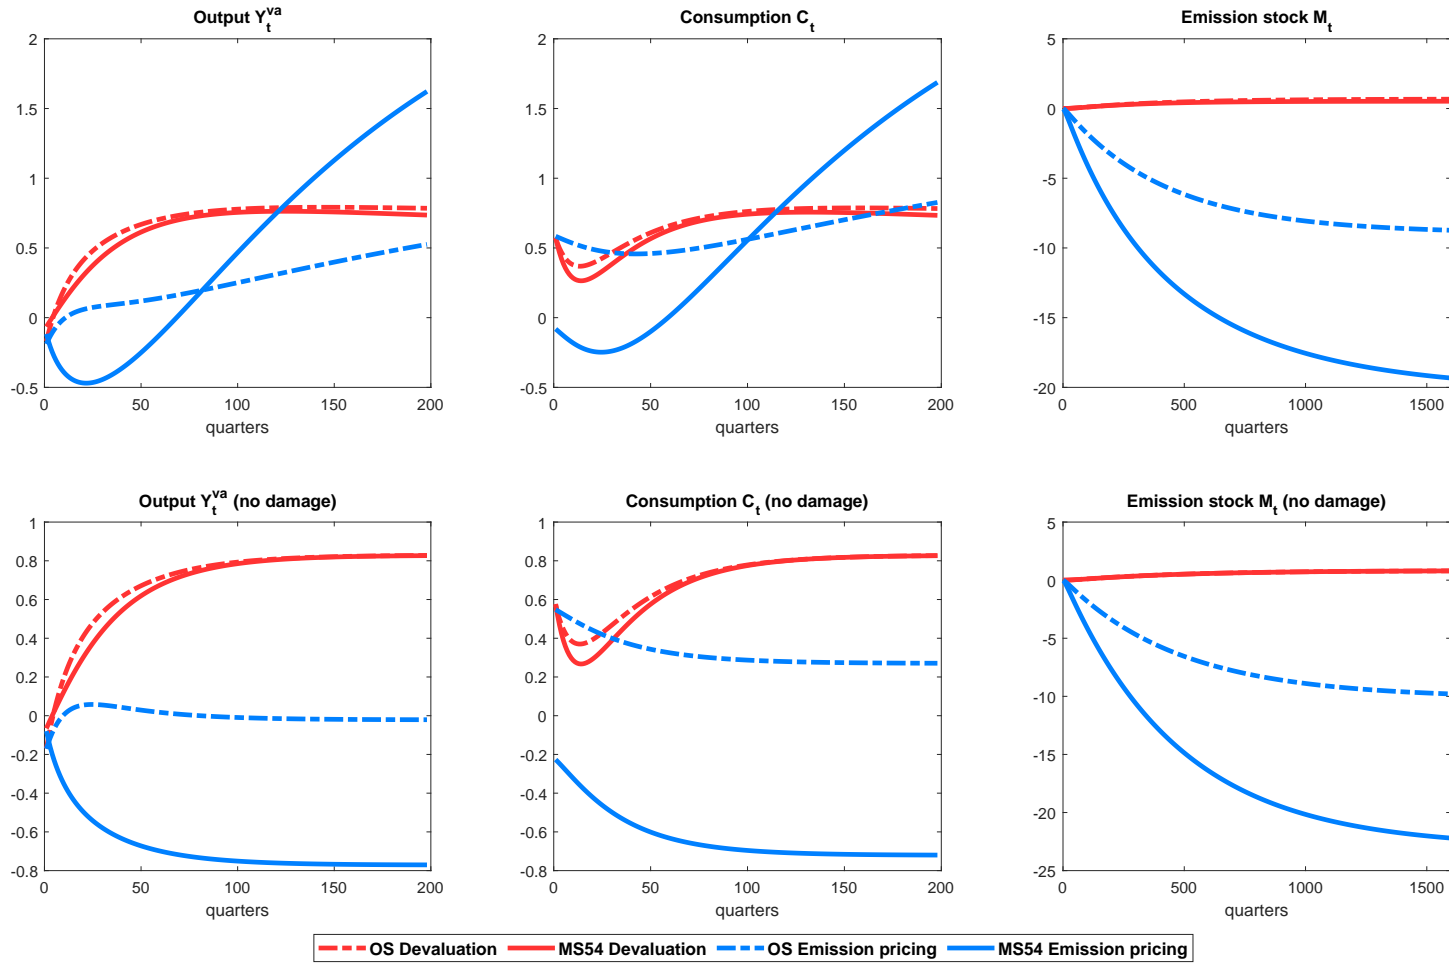 Output Y_t^va
2
1.5
1
0.5
0
-0.5
0 50 100 150 200
quarters
Consumption C_t
2
1.5
1
0.5
0
-0.5
0 50 100 150 200
quarters
Emission stock M_t
5
0
-5
-10
-15
-20
0 500 1000 1500
quarters
Output Y_t^va (no damage)
1
0.8
0.6
0.4
0.2
0
-0.2
-0.4
-0.6
-0.8
0 50 100 150 200
quarters
Consumption C_t (no damage)
1
0.8
0.6
0.4
0.2
0
-0.2
-0.4
-0.6
-0.8
0 50 100 150 200
quarters
Emission stock M_t (no damage)
5
0
-5
-10
-15
-20
-25
0 500 1000 1500
quarters
OS Devaluation MS54 Devaluation OS Emission pricing MS54 Emission pricing